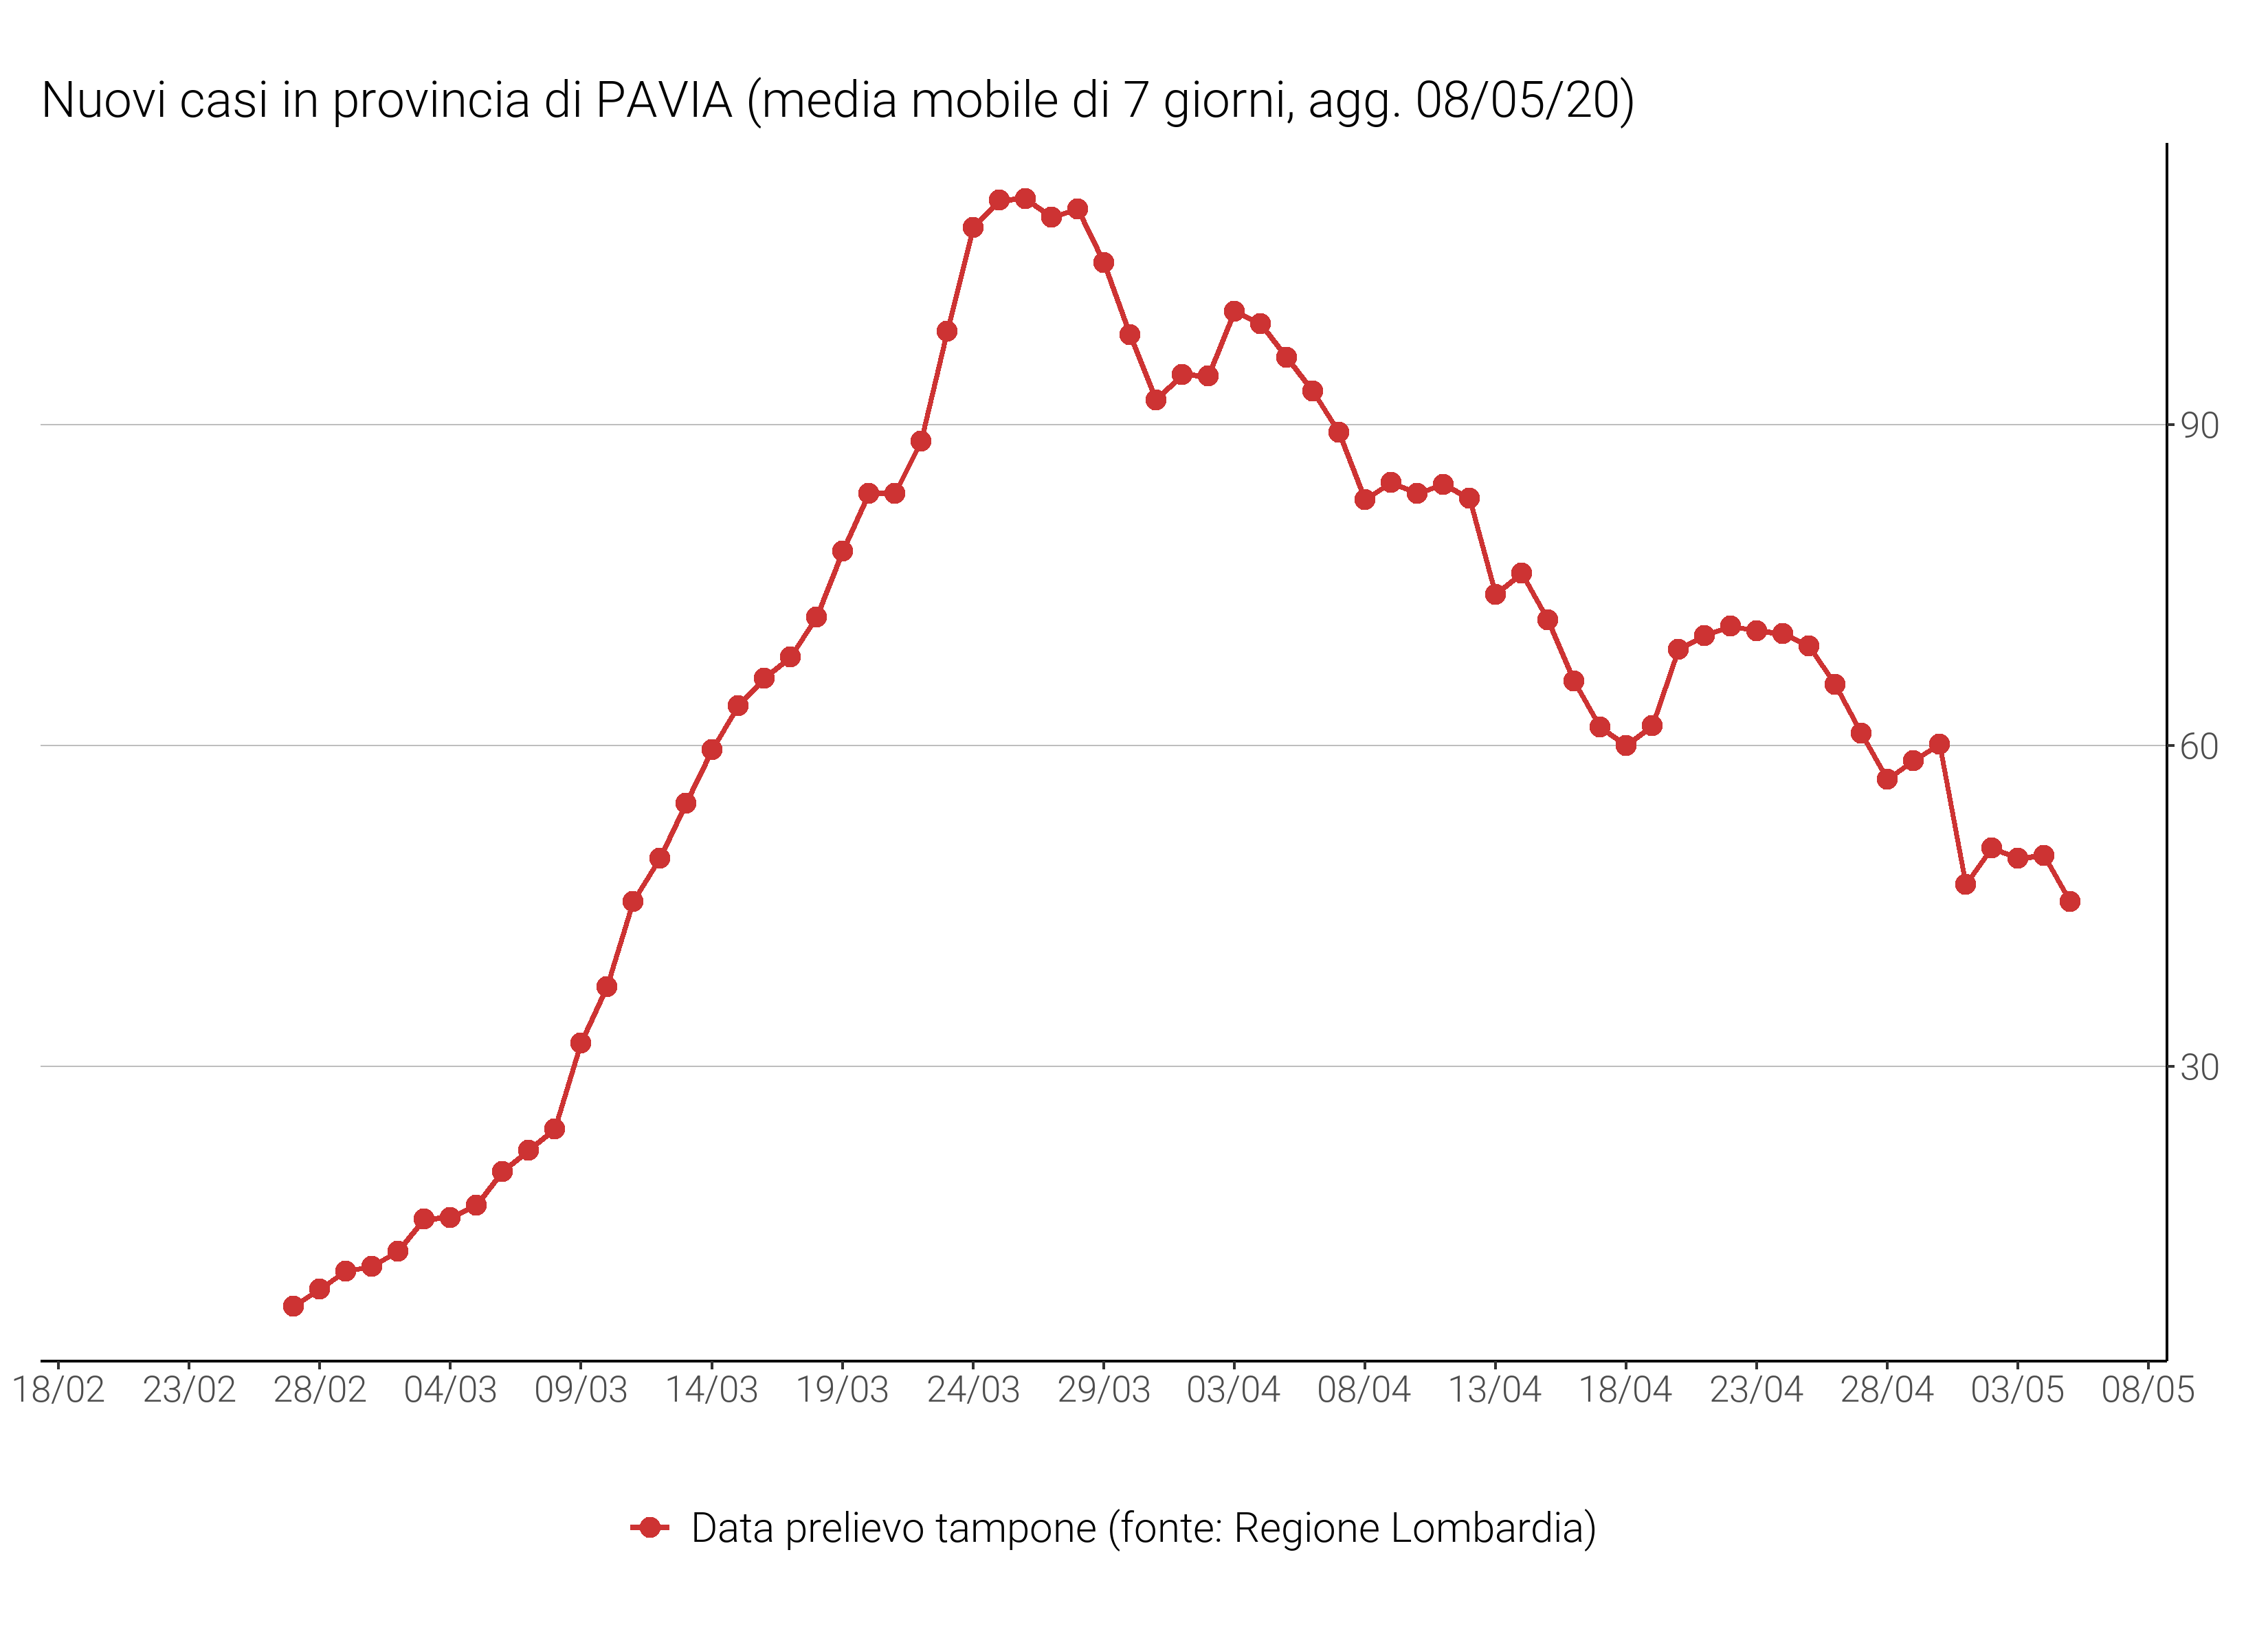 Nuovi casi in provincia di PAVIA (media mobile di 7 giorni, agg. 08/05/20)
90
60
30
18/02 23/02 28/02 04/03 09/03 14/03 19/03 24/03 29/03 03/04 08/04 13/04 18/04 23/04 28/04 03/05 08/05
Data prelievo tampone (fonte: Regione Lombardia)